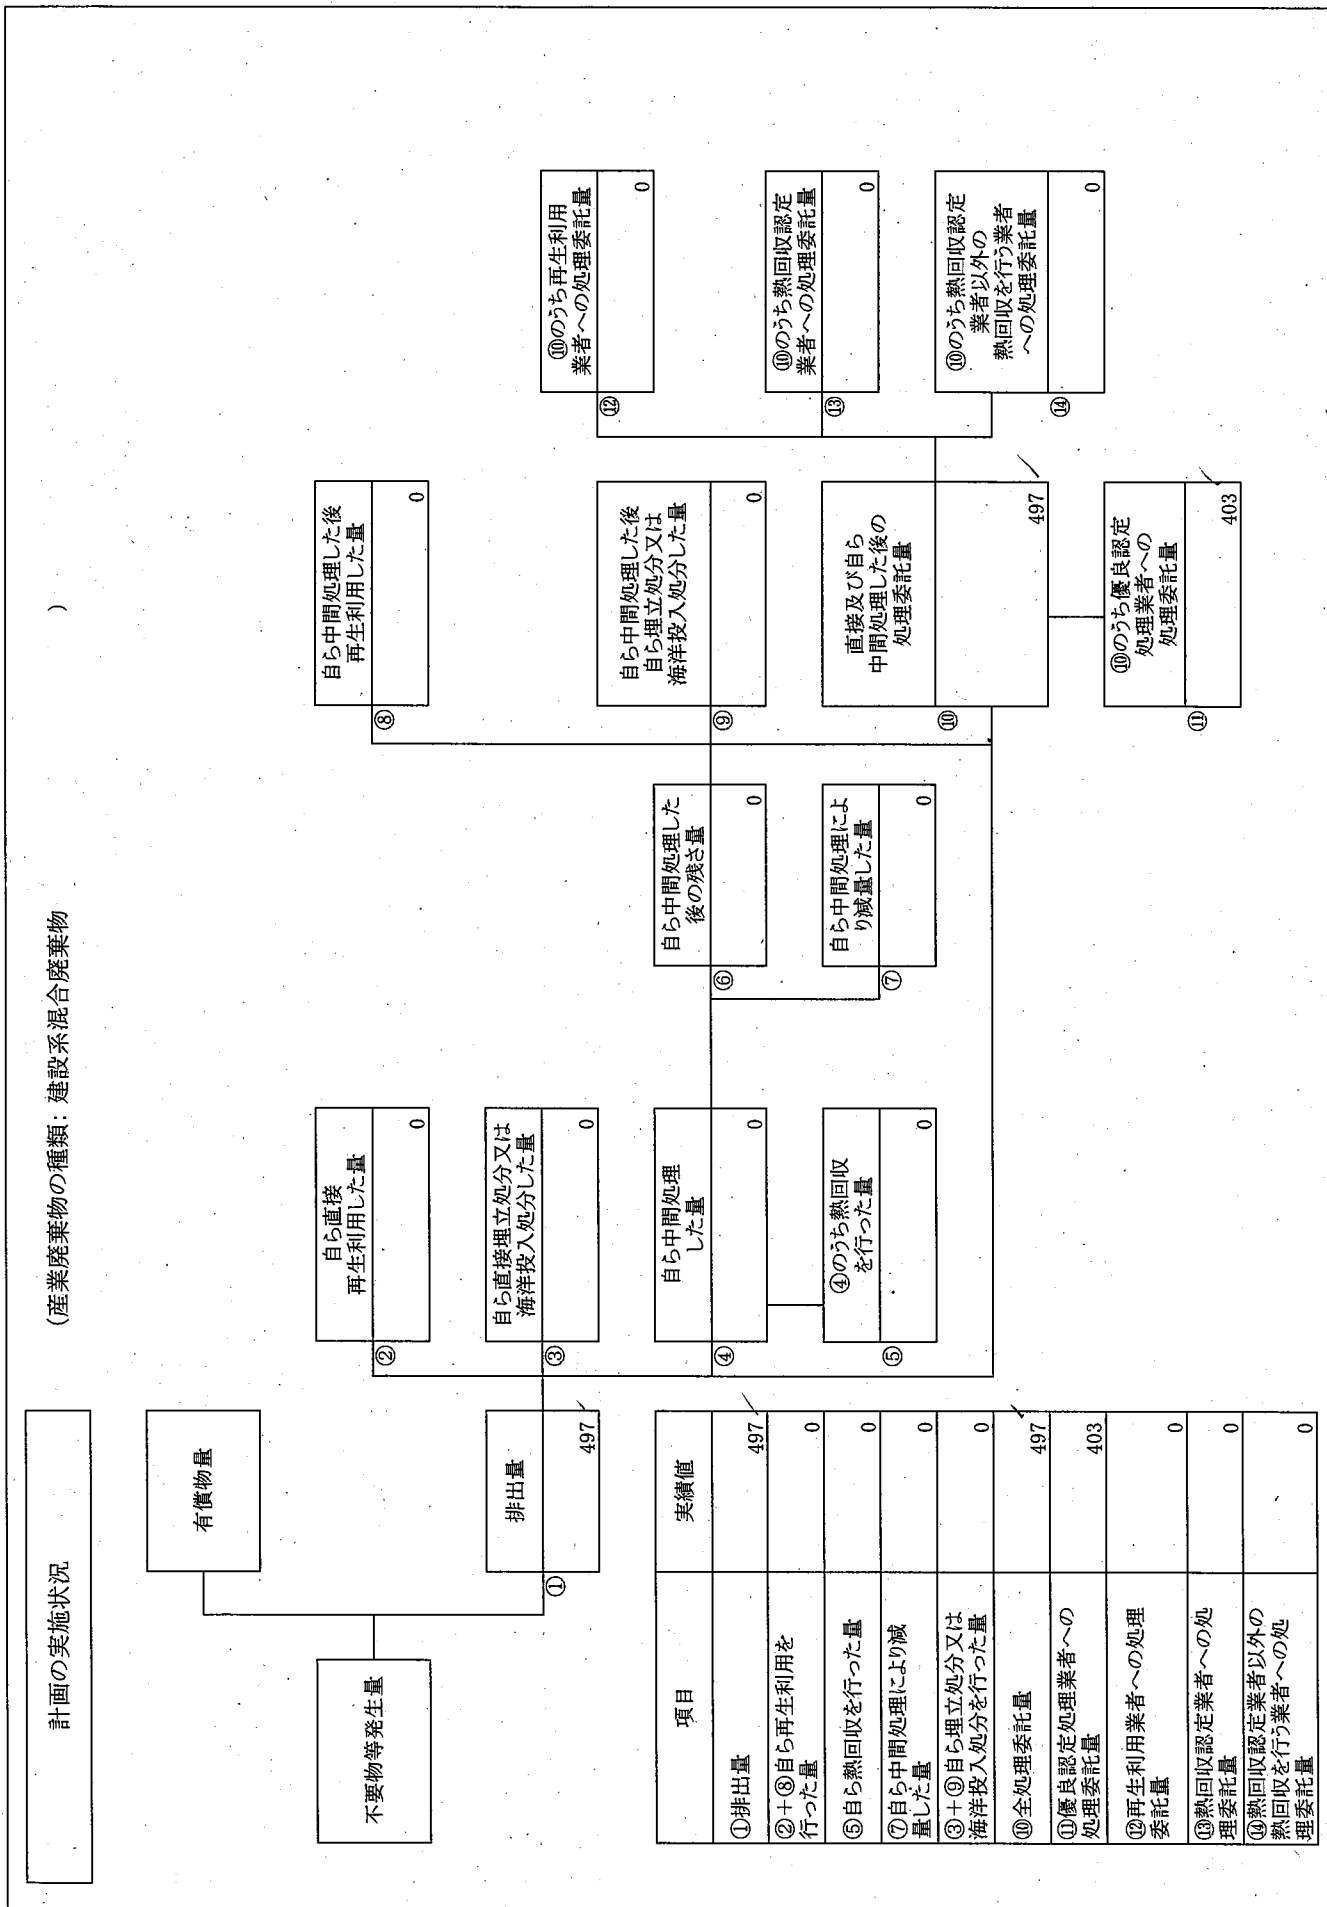 計画の実施状況
(産業廃棄物の種類：建設系混合廃棄物
)
不要物等発生量
有償物量
①
排出量
497
②
自ら直接
再生利用した量
0
③
自ら直接埋立処分又は
海洋投入処分した量
0
④
自ら中間処理
した量
0
⑤
④のうち熱回収
を行った量
0
⑥
自ら中間処理した
後の残さ量
0
⑦
自ら中間処理によ
り減量した量
0
⑧
自ら中間処理した後
再生利用した量
0
⑨
自ら中間処理した後
自ら埋立処分又は
海洋投入処分した量
0
⑩
直接及び自ら
中間処理した後の
処理委託量
497
⑪
⑩のうち優良認定
処理業者への
処理委託量
403
⑫
⑩のうち再生利用
業者への処理委託量
0
⑬
⑩のうち熱回収認定
業者への処理委託量
0
⑭
⑩のうち熱回収認定
業者以外の
熱回収を行う業者
への処理委託量
0
項目 実績値
①排出量 497
②+⑧自ら再生利用を
行った量 0
⑤自ら熱回収を行った量 0
⑦自ら中間処理により減
量した量 0
③+⑨自ら埋立処分又は
海洋投入処分を行った量 0
⑩全処理委託量 497
⑪優良認定処理業者への
処理委託量 403
⑫再生利用業者への処理
委託量 0
⑬熱回収認定業者への処
理委託量 0
⑭熱回収認定業者以外の
熱回収を行う業者への処
理委託量 0